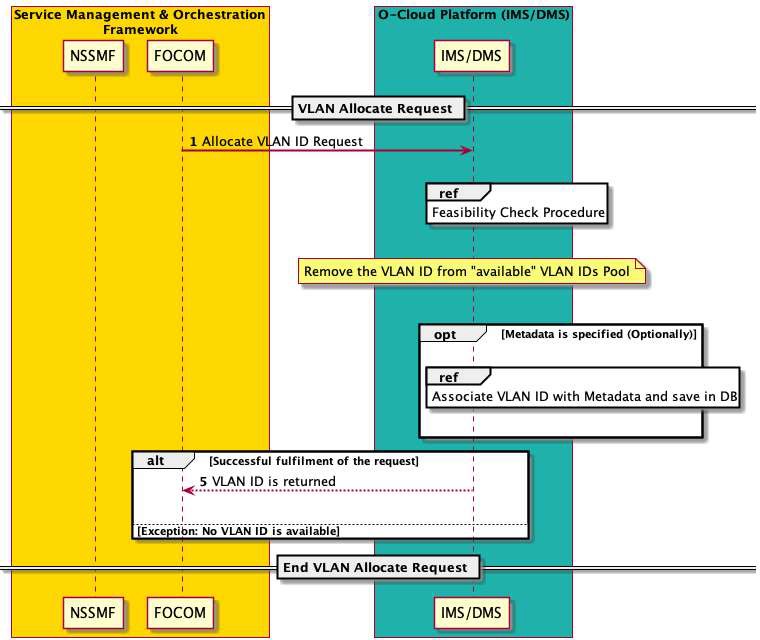 Service Management & Orchestration
Framework
O-Cloud Platform (IMS/DMS)
NSSMF
FOCOM
IMS/DMS
VLAN Allocate Request
1 Allocate VLAN ID Request
ref
Feasibility Check Procedure
Remove the VLAN ID from "available" VLAN IDs Pool
opt
[Metadata is specified (Optionally)]
ref
Associate VLAN ID with Metadata and save in DB
alt
[Successful fulfilment of the request]
5 VLAN ID is returned
[Exception: No VLAN ID is available]
End VLAN Allocate Request
NSSMF
FOCOM
IMS/DMS